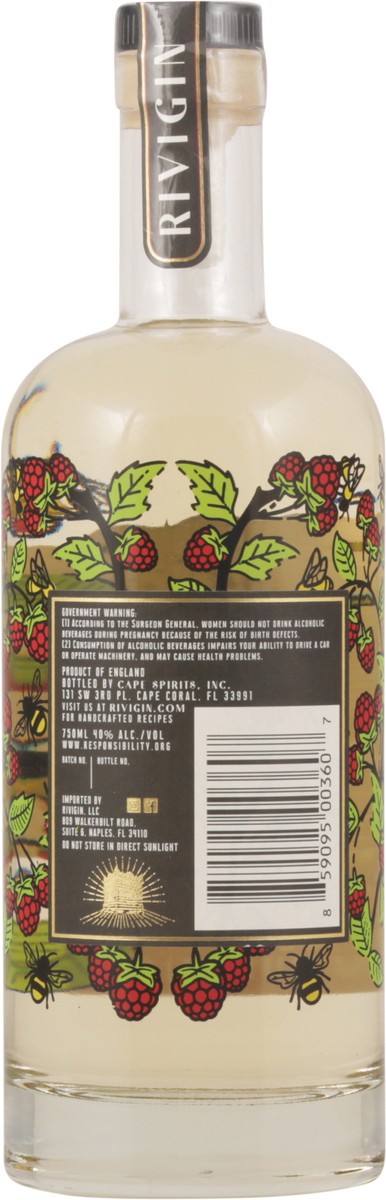 RIVIGIN
GOVERNMENT WARNING:
(1) ACCORDING TO THE SURGEON GENERAL, WOMEN SHOULD NOT DRINK ALCOHOLIC
BEVERAGES DURING PREGNANCY BECAUSE OF THE RISK OF BIRTH DEFECTS.
(2) CONSUMPTION OF ALCOHOLIC BEVERAGES IMPAIRS YOUR ABILITY TO DRIVE A CAR
OR OPERATE MACHINERY, AND MAY CAUSE HEALTH PROBLEMS.
PRODUCT OF ENGLAND
BOTTLED BY CAPE SPIRITS, INC.
131 SW 3RD PL. CAPE CORAL, FL 33991
VISIT US AT RIVIGIN.COM
FOR HANDCRAFTED RECIPES
750ML 40% ALC./VOL
WWW.RESPONSIBILITY.ORG
BATCH NO. BOTTLE NO.
IMPORTED BY
RIVIGIN, LLC
809 WALKERBILT ROAD,
SUITE 6, NAPLES, FL 34110
DO NOT STORE IN DIRECT SUNLIGHT
8 59095 00360 7